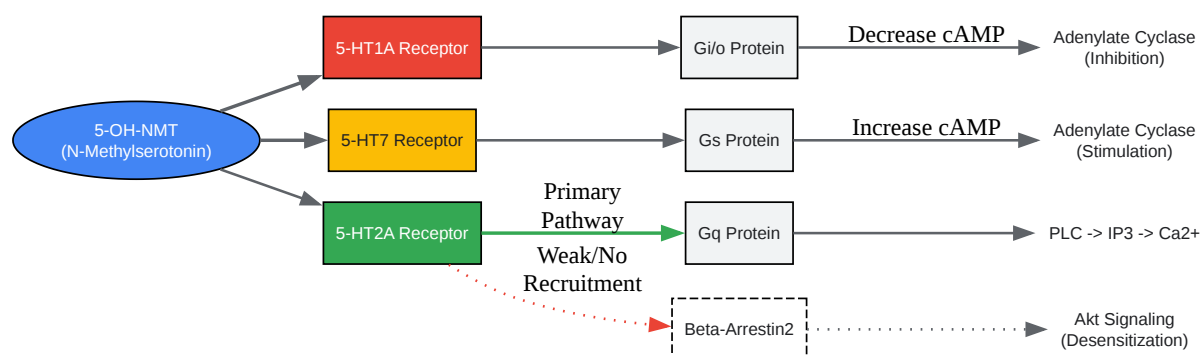 5-HT1A Receptor
Gi/o Protein
Decrease cAMP
Adenylate Cyclase
(Inhibition)
5-OH-NMT
(N-Methylserotonin)
5-HT7 Receptor
Gs Protein
Increase cAMP
Adenylate Cyclase
(Stimulation)
5-HT2A Receptor
Primary
Pathway
Gq Protein
PLC -> IP3 -> Ca2+
Weak/No
Recruitment
Beta-Arrestin2
Akt Signaling
(Desensitization)